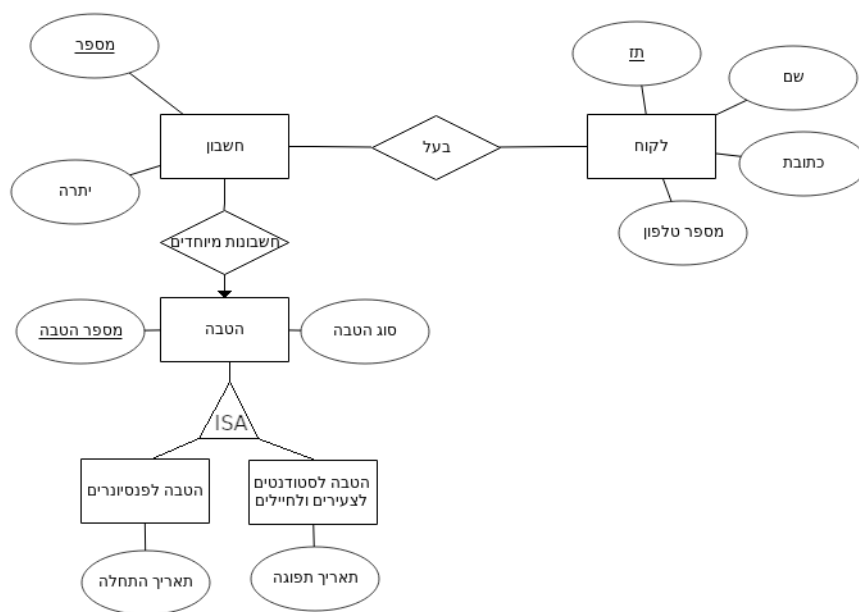 מספר
תז
שם
חשבון
בעל
לקוח
כתובת
יתרה
מספר טלפון
חשבונות מיוחדים
מספר הטבה
הטבה
סוג הטבה
ISA
הטבה לסטודנטים
לצעירים ולחיילים
הטבה לפנסיונרים
תאריך תפוגה
תאריך התחלה